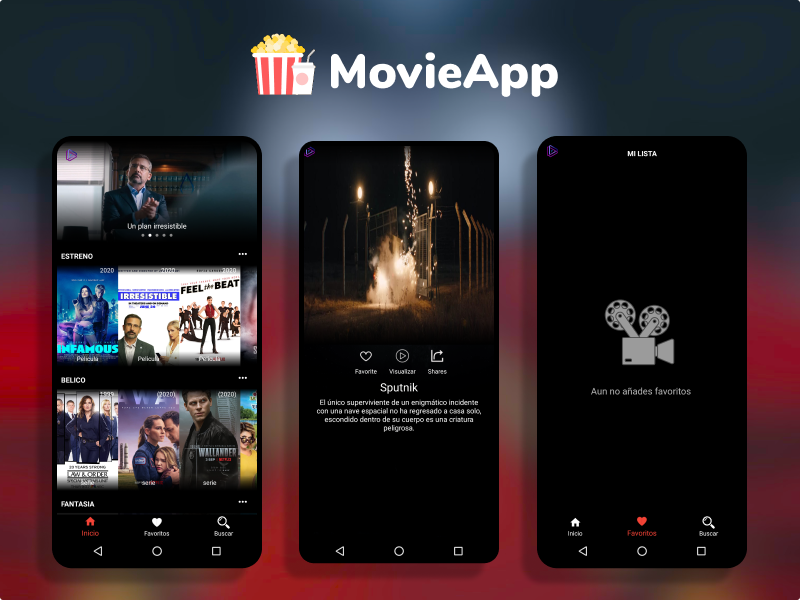 MovieApp
Un plan irresistible
ESTRENO
2020
INFAMOUS
Película
(2020)
IRRESISTIBLE
Película
2020
FEEL the BEAT
Película
BELICO
1999
20 YEARS STRONG
LAW & ORDER
serie
(2020)
serie
(2020)
WALLANDER
NETFLIX
serie
FANTASIA
Inicio
Favoritos
Buscar
Favorite
Visualizar
Shares
Sputnik
El único superviviente de un enigmático incidente
con una nave espacial no ha regresado a casa solo,
escondido dentro de su cuerpo es una criatura
peligrosa.
MI LISTA
Aun no añades favoritos
Inicio
Favoritos
Buscar